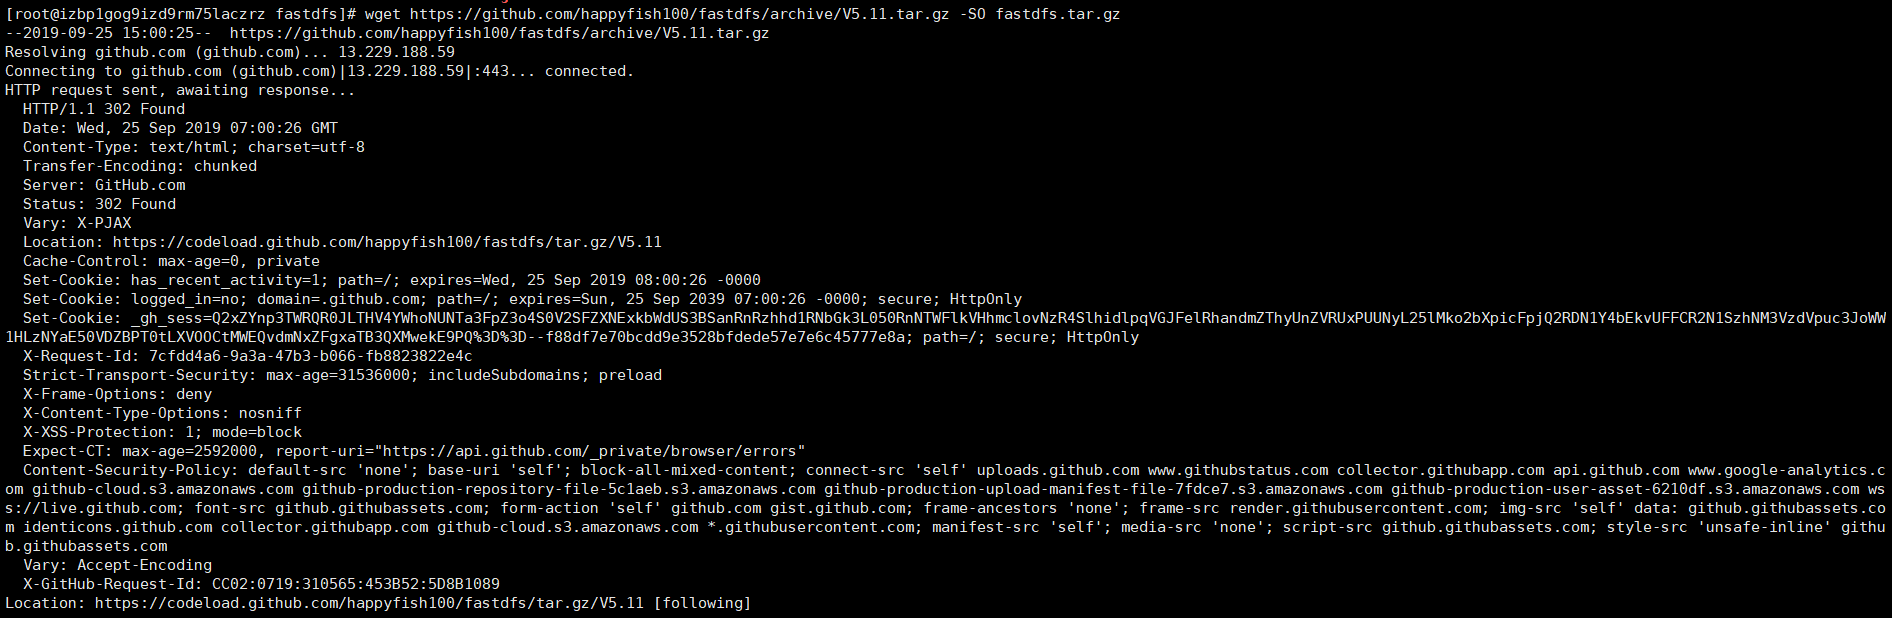 [root@izbp1gog9izd9rm75laczrz fastdfs]# wget https://github.com/happyfish100/fastdfs/archive/V5.11.tar.gz -SO fastdfs.tar.gz
--2019-09-25 15:00:25--  https://github.com/happyfish100/fastdfs/archive/V5.11.tar.gz
Resolving github.com (github.com)... 13.229.188.59
Connecting to github.com (github.com)|13.229.188.59|:443... connected.
HTTP request sent, awaiting response...
  HTTP/1.1 302 Found
  Date: Wed, 25 Sep 2019 07:00:26 GMT
  Content-Type: text/html; charset=utf-8
  Transfer-Encoding: chunked
  Server: GitHub.com
  Status: 302 Found
  Vary: X-PJAX
  Location: https://codeload.github.com/happyfish100/fastdfs/tar.gz/V5.11
  Cache-Control: max-age=0, private
  Set-Cookie: has_recent_activity=1; path=/; expires=Wed, 25 Sep 2019 08:00:26 -0000
  Set-Cookie: logged_in=no; domain=.github.com; path=/; expires=Sun, 25 Sep 2039 07:00:26 -0000; secure; HttpOnly
  Set-Cookie: _gh_sess=Q2xZYnp3TWRQR0JLTHV4YWhoNUNTa3FpZ3o4S0V2SFZXNExkbWdUS3BSanRnRzhhd1RNbGk3L050RnNTWFlkVHhmclovNzR4SlhidlpqVGJFelRhandmZThyUnZVRUxPUUNyL25lMko2bXpicFpjQ2RDN1Y4bEkvUFFCR2N1SzhNM3VzdVpuc3JoWW
1HLzNYaE50VDZBPT0tLXVOOCtMWEQvdmNxZFgxaTB3QXMwekE9PQ%3D%3D--f88df7e70bcdd9e3528bfdede57e7e6c45777e8a; path=/; secure; HttpOnly
  X-Request-Id: 7cfdd4a6-9a3a-47b3-b066-fb8823822e4c
  Strict-Transport-Security: max-age=31536000; includeSubdomains; preload
  X-Frame-Options: deny
  X-Content-Type-Options: nosniff
  X-XSS-Protection: 1; mode=block
  Expect-CT: max-age=2592000, report-uri="https://api.github.com/_private/browser/errors"
  Content-Security-Policy: default-src 'none'; base-uri 'self'; block-all-mixed-content; connect-src 'self' uploads.github.com www.githubstatus.com collector.githubapp.com api.github.com www.google-analytics.c
om github-cloud.s3.amazonaws.com github-production-repository-file-5c1aeb.s3.amazonaws.com github-production-upload-manifest-file-7fdce7.s3.amazonaws.com github-production-user-asset-6210df.s3.amazonaws.com ws
s://live.github.com; font-src github.githubassets.com; form-action 'self' github.com gist.github.com; frame-ancestors 'none'; frame-src render.githubusercontent.com; img-src 'self' data: github.githubassets.co
m identicons.github.com collector.githubapp.com github-cloud.s3.amazonaws.com *.githubusercontent.com; manifest-src 'self'; media-src 'none'; script-src github.githubassets.com; style-src 'unsafe-inline' githu
b.githubassets.com
  Vary: Accept-Encoding
  X-GitHub-Request-Id: CC02:0719:310565:453B52:5D8B1089
Location: https://codeload.github.com/happyfish100/fastdfs/tar.gz/V5.11 [following]